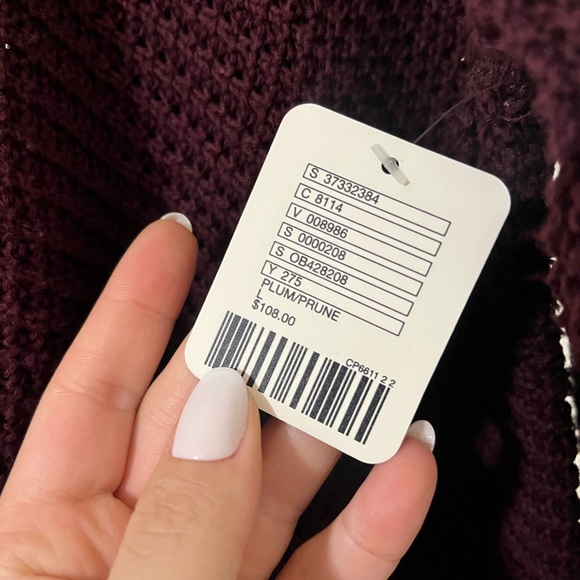 S 37332384
C 8114
V 008986
S 0000208
S OB428208
Y 275
PLUM/PRUNE
L
$108.00
CP6611 2 2